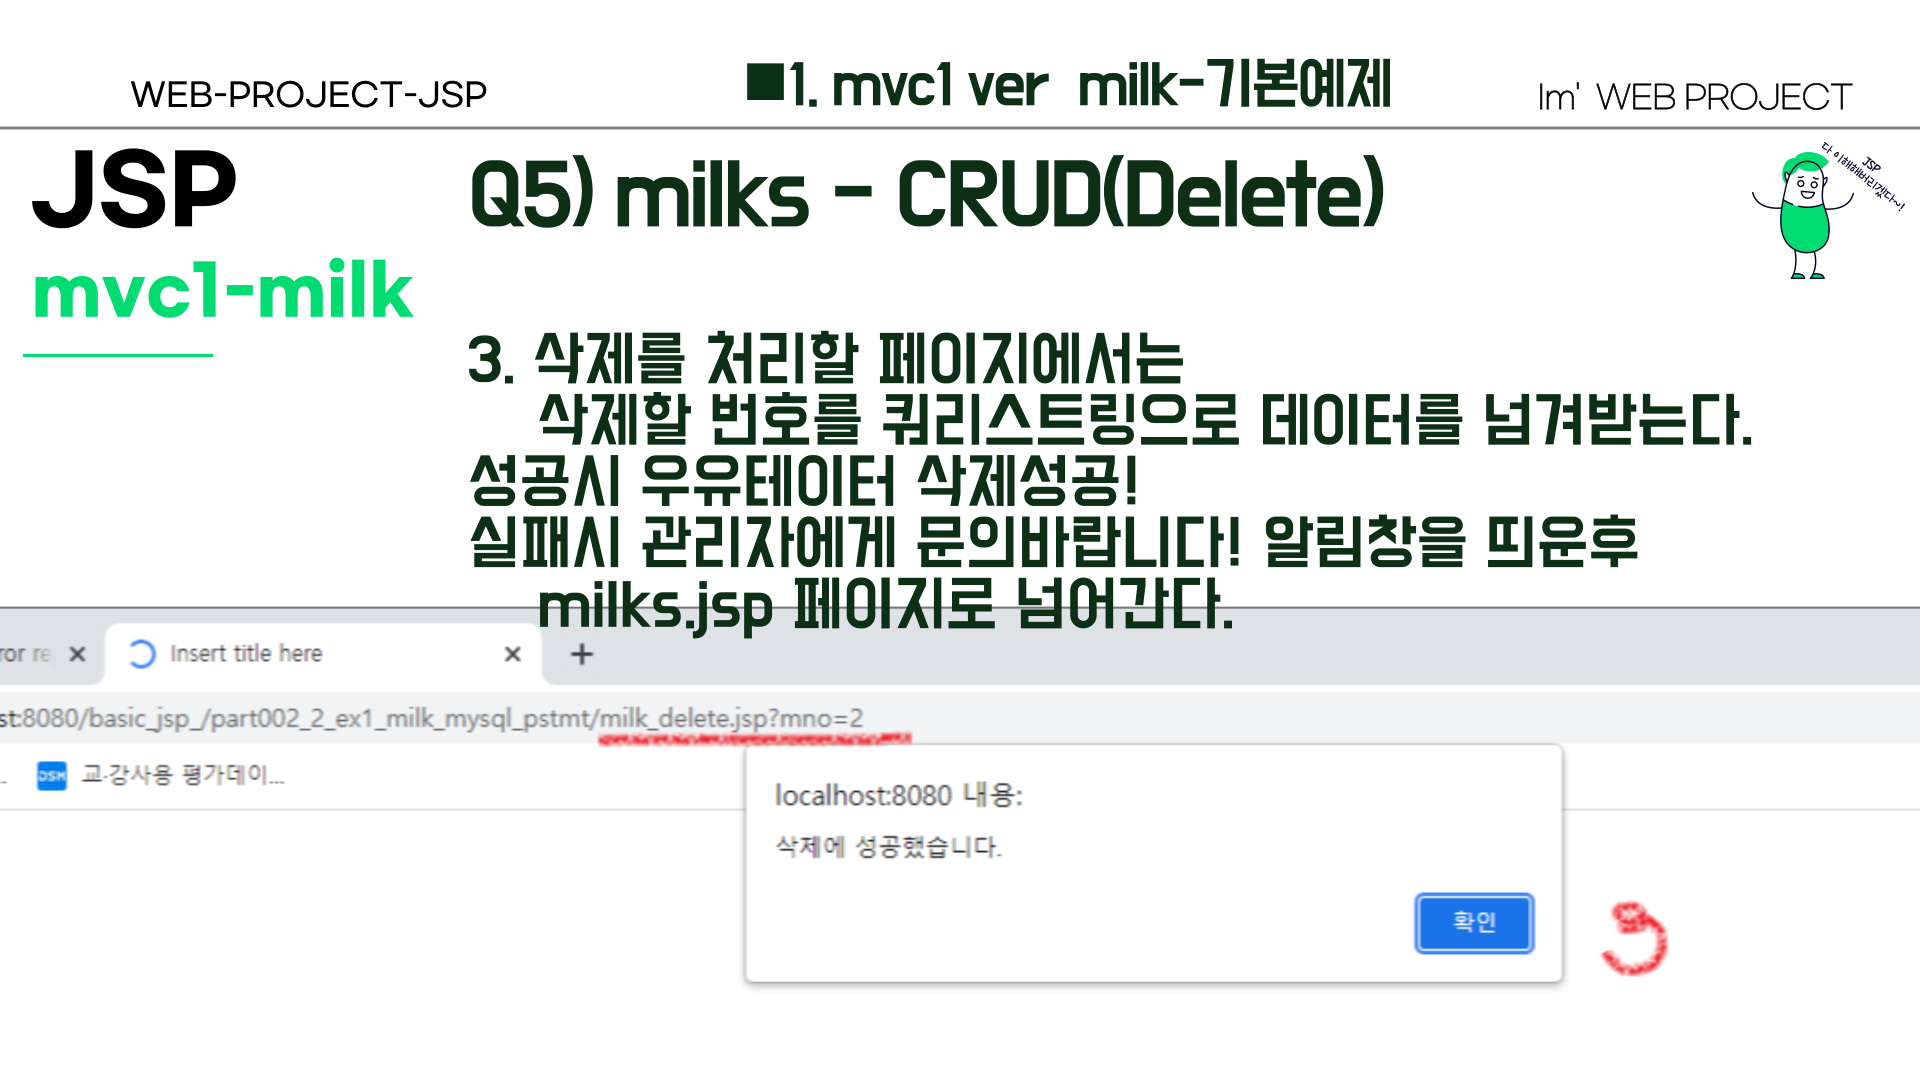 WEB-PROJECT-JSP
■1. mvc1 ver milk-기본예제
Im' WEB PROJECT
JSP
mvc1-milk
Q5) milks - CRUD(Delete)
JSP
다 이해해버리겠다~!
3. 삭제를 처리할 페이지에서는
삭제할 번호를 쿼리스트링으로 데이터를 넘겨받는다.
성공시 우유테이터 삭제성공!
실패시 관리자에게 문의바랍니다! 알림창을 띄운후
milks.jsp 페이지로 넘어간다.
ror re
Insert title here
st:8080/basic_jsp_/part002_2_ex1_milk_mysql_pstmt/milk_delete.jsp?mno=2
DSM 교·강사용 평가데이...
localhost:8080 내용:
삭제에 성공했습니다.
확인